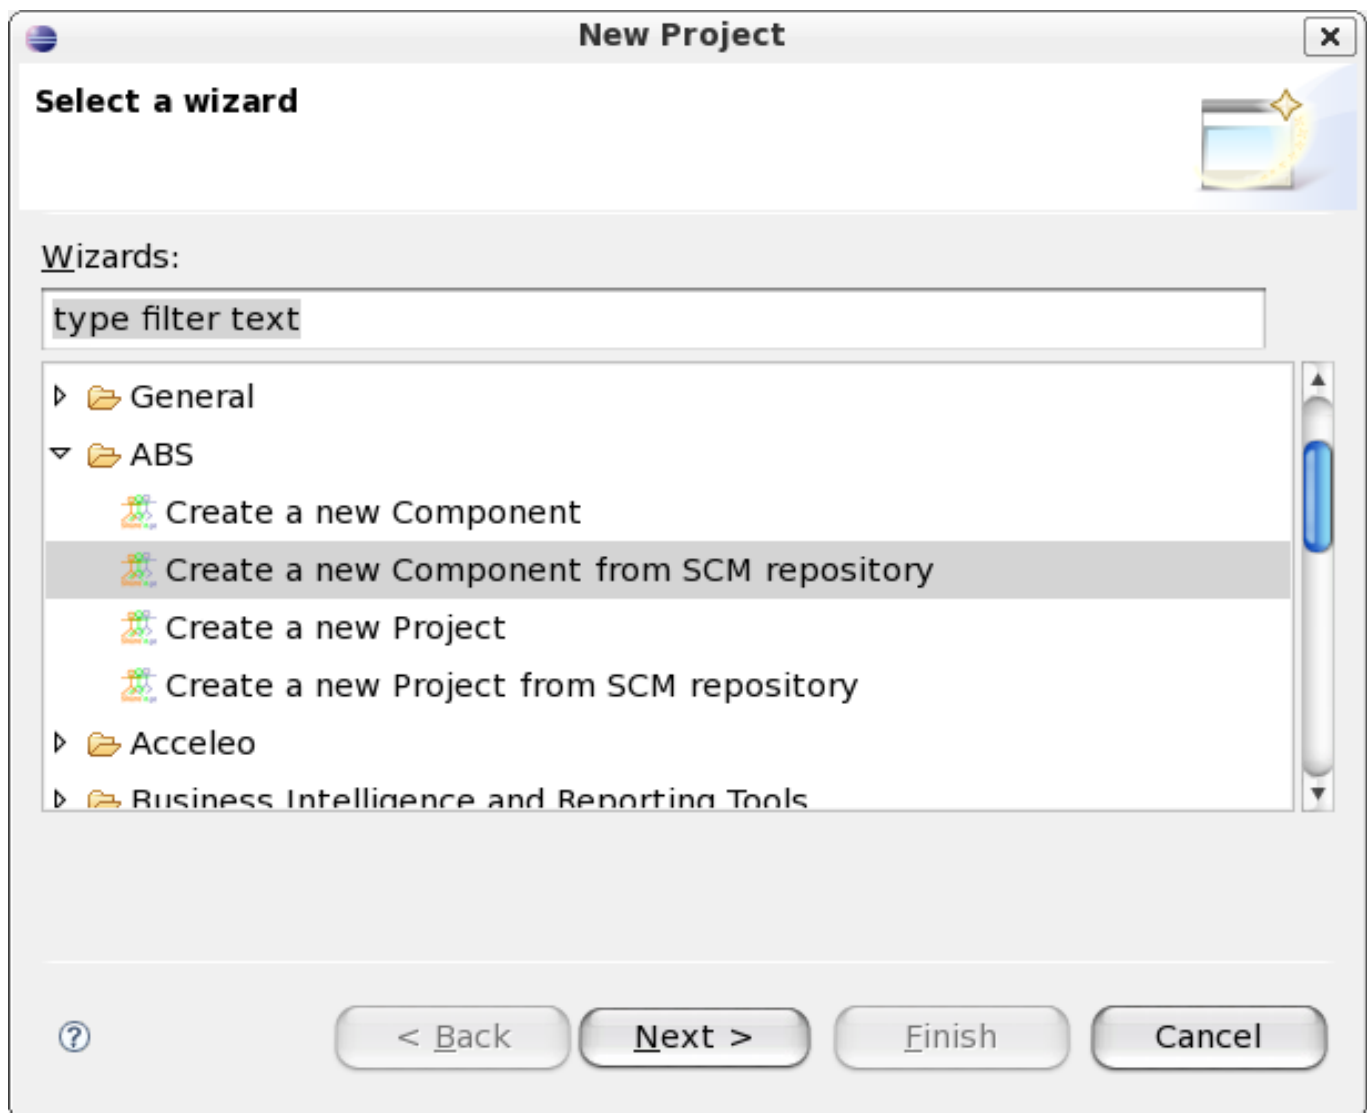 New Project
Select a wizard
Wizards:
type filter text
General
ABS
Create a new Component
Create a new Component from SCM repository
Create a new Project
Create a new Project from SCM repository
Acceleo
Business Intelligence and Reporting Tools
< Back
Next >
Finish
Cancel